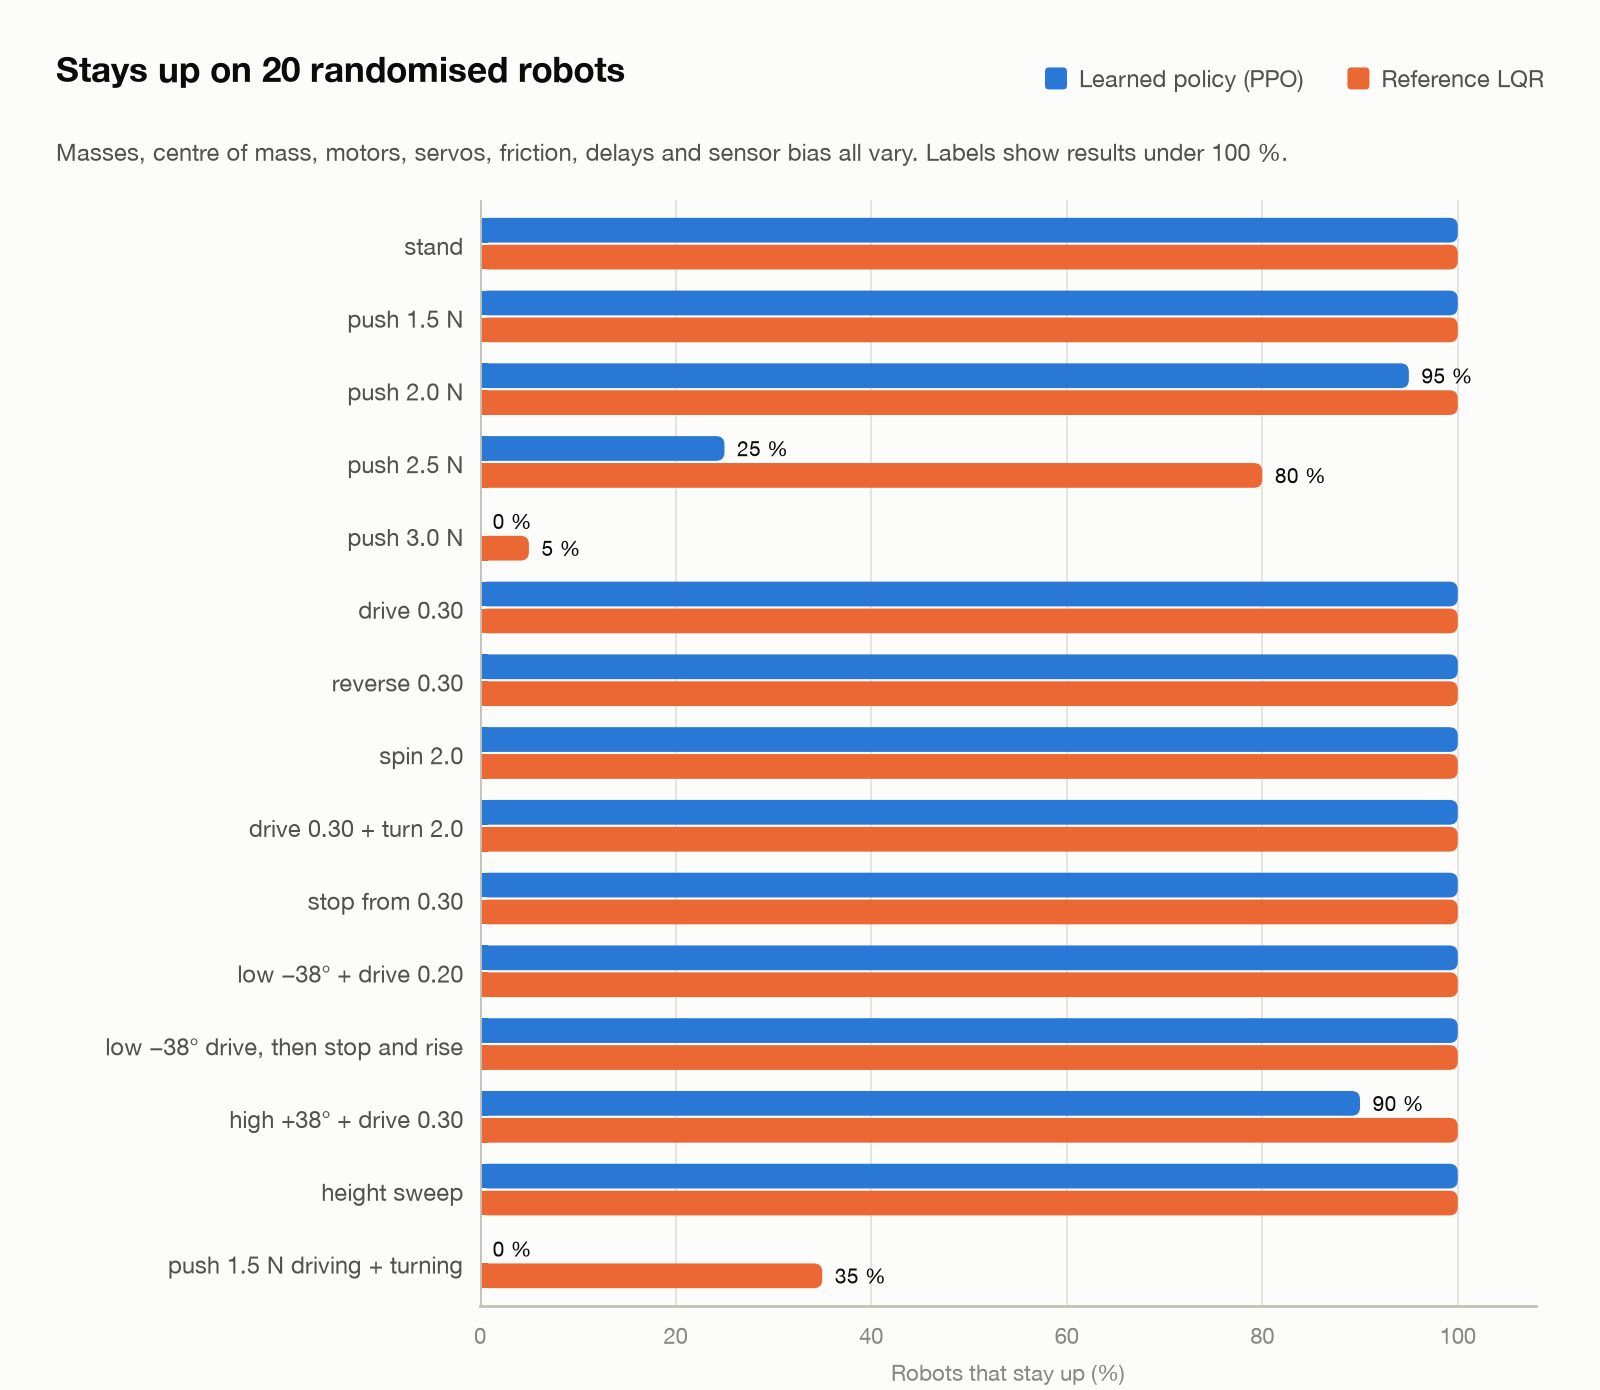 Stays up on 20 randomised robots
Learned policy (PPO)
Reference LQR
Masses, centre of mass, motors, servos, friction, delays and sensor bias all vary. Labels show results under 100 %.
stand
push 1.5 N
push 2.0 N
95 %
push 2.5 N
25 %
80 %
push 3.0 N
0 %
5 %
drive 0.30
reverse 0.30
spin 2.0
drive 0.30 + turn 2.0
stop from 0.30
low −38° + drive 0.20
low −38° drive, then stop and rise
high +38° + drive 0.30
90 %
height sweep
push 1.5 N driving + turning
0 %
35 %
0 20 40 60 80 100
Robots that stay up (%)